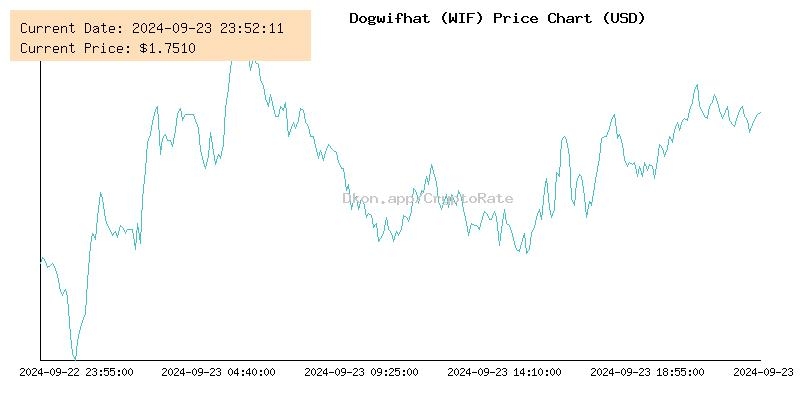 Dogwifhat (WIF) Price Chart (USD)
Current Date: 2024-09-23 23:52:11
Current Price: $1.7510
Dkon.app/CryptoRate
2024-09-22 23:55:00 2024-09-23 04:40:00 2024-09-23 09:25:00 2024-09-23 14:10:00 2024-09-23 18:55:00 2024-09-23